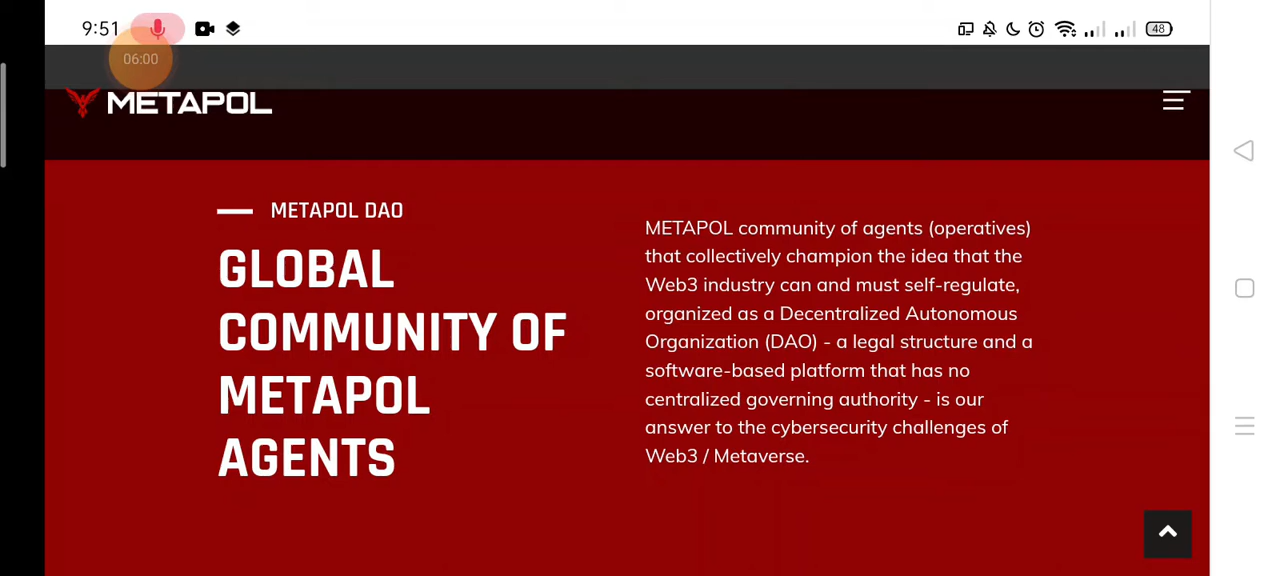 9:51
48
06:00
METAPOL
METAPOL DAO
GLOBAL
COMMUNITY OF
METAPOL
AGENTS
METAPOL community of agents (operatives)
that collectively champion the idea that the
Web3 industry can and must self-regulate,
organized as a Decentralized Autonomous
Organization (DAO) - a legal structure and a
software-based platform that has no
centralized governing authority - is our
answer to the cybersecurity challenges of
Web3 / Metaverse.